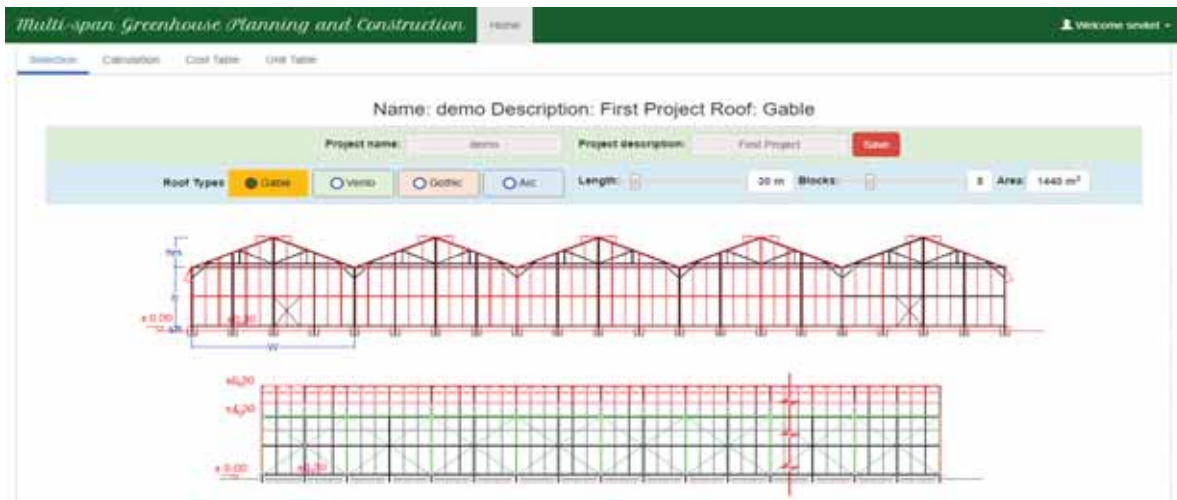 Multi-span Greenhouse Planning and Construction Home Welcome sevket
Selection Calculation Cost Table Unit Table
Name: demo Description: First Project Roof: Gable
Project name: demo Project description: First Project Save
Roof Types Gable Venlo Gothic Arc Length: 30 m Blocks: Area: 1440 m²
± 0.00
W
± 0.00